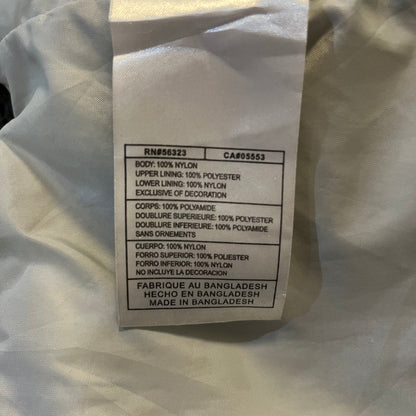 RN#56323 CA#05553
BODY: 100% NYLON
UPPER LINING: 100% POLYESTER
LOWER LINING: 100% NYLON
EXCLUSIVE OF DECORATION
CORPS: 100% POLYAMIDE
DOUBLURE SUPERIEURE: 100% POLYESTER
DOUBLURE INFERIEURE: 100% POLYAMIDE
SANS ORNEMENTS
CUERPO: 100% NYLON
FORRO SUPERIOR: 100% POLIESTER
FORRO INFERIOR: 100% NYLON
NO INCLUYE LA DECORACION
FABRIQUE AU BANGLADESH
HECHO EN BANGLADESH
MADE IN BANGLADESH